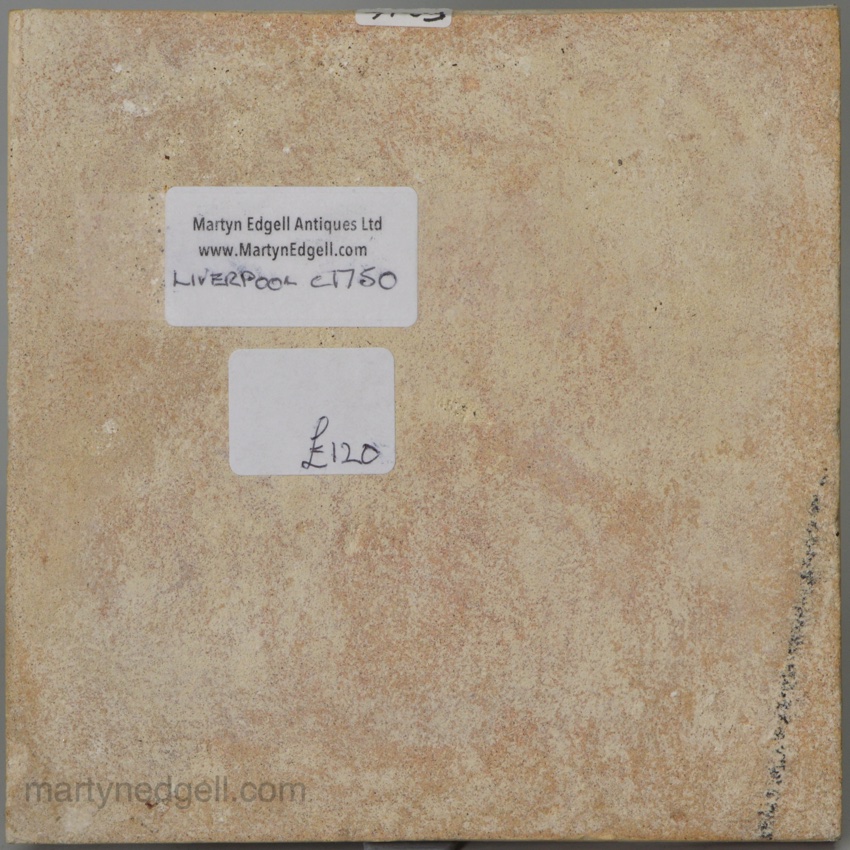 Martyn Edgell Antiques Ltd
www.MartynEdgell.com
LIVERPOOL C1750
£120
martynedgell.com